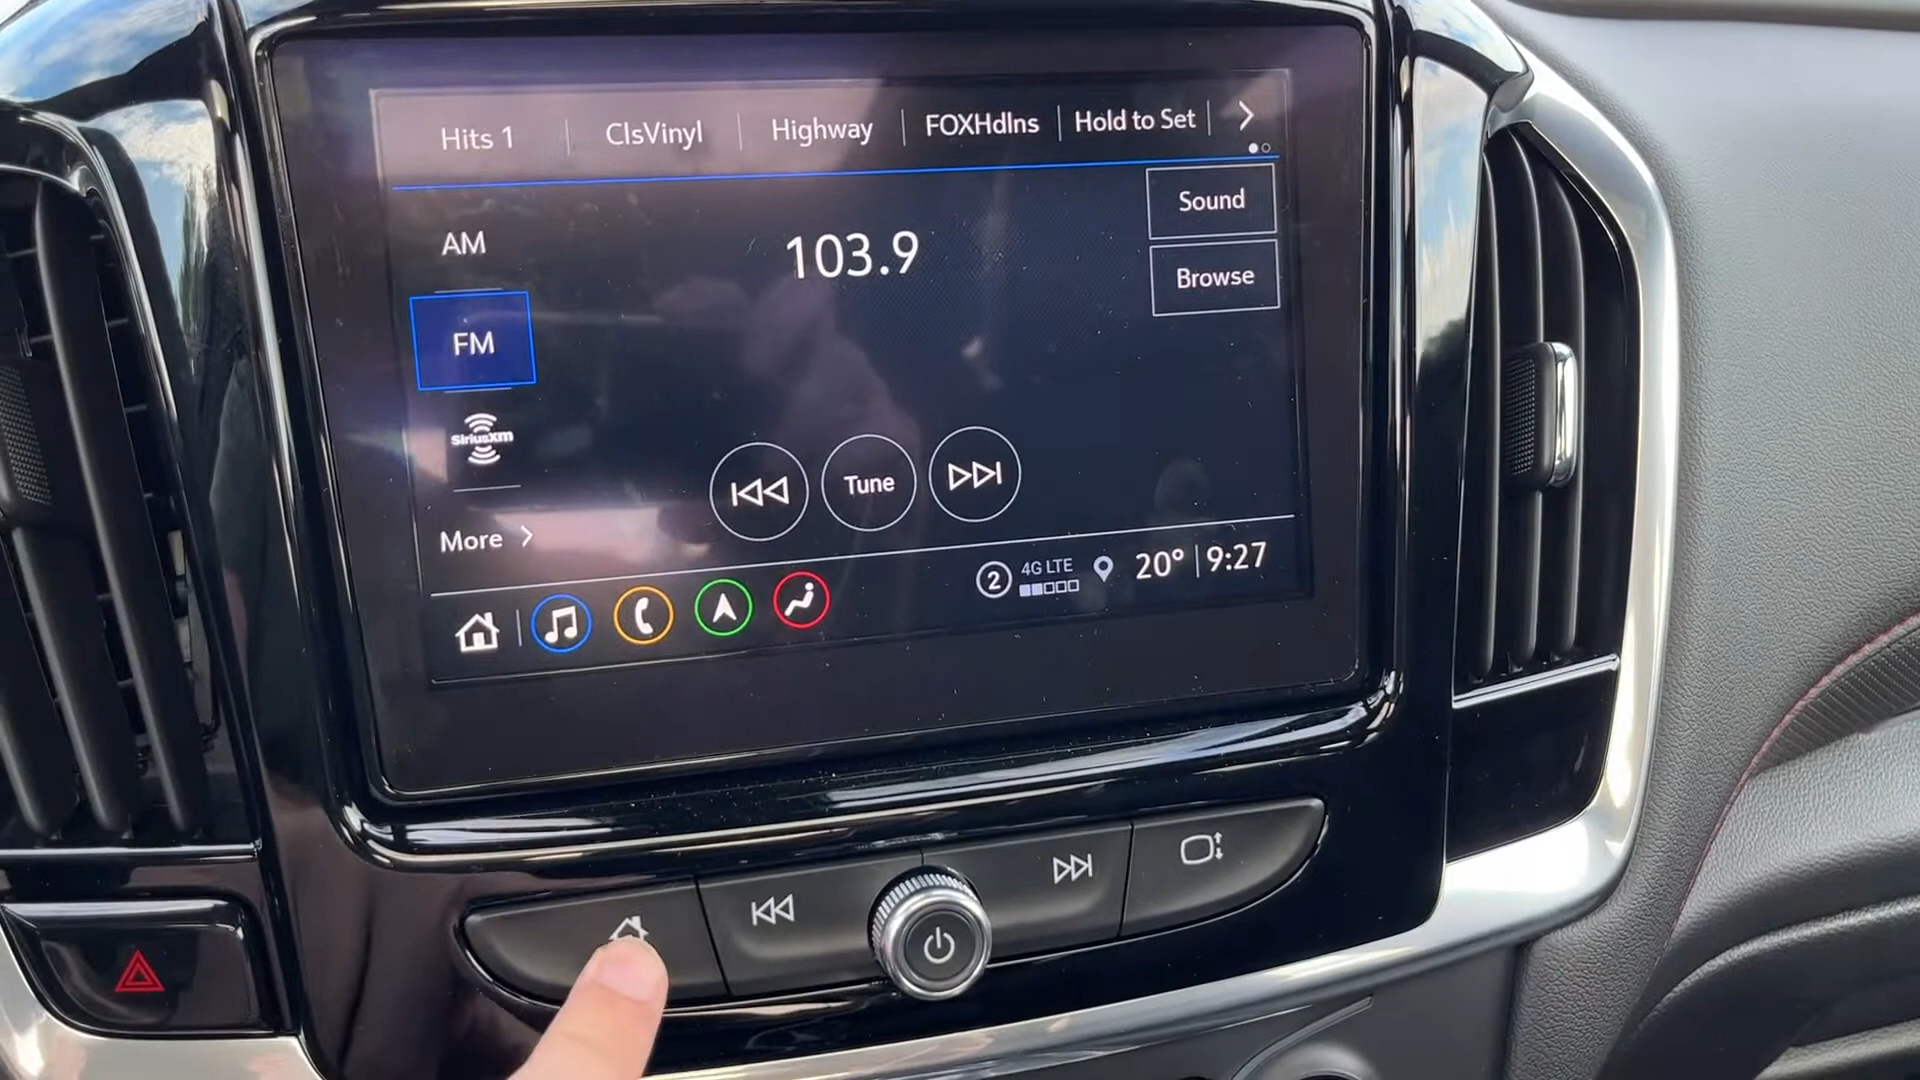 Hits 1
ClsVinyl
Highway
FOXHdlns
Hold to Set
AM
103.9
Sound
Browse
FM
SiriusXm
Tune
More
2
4G LTE
20°
9:27